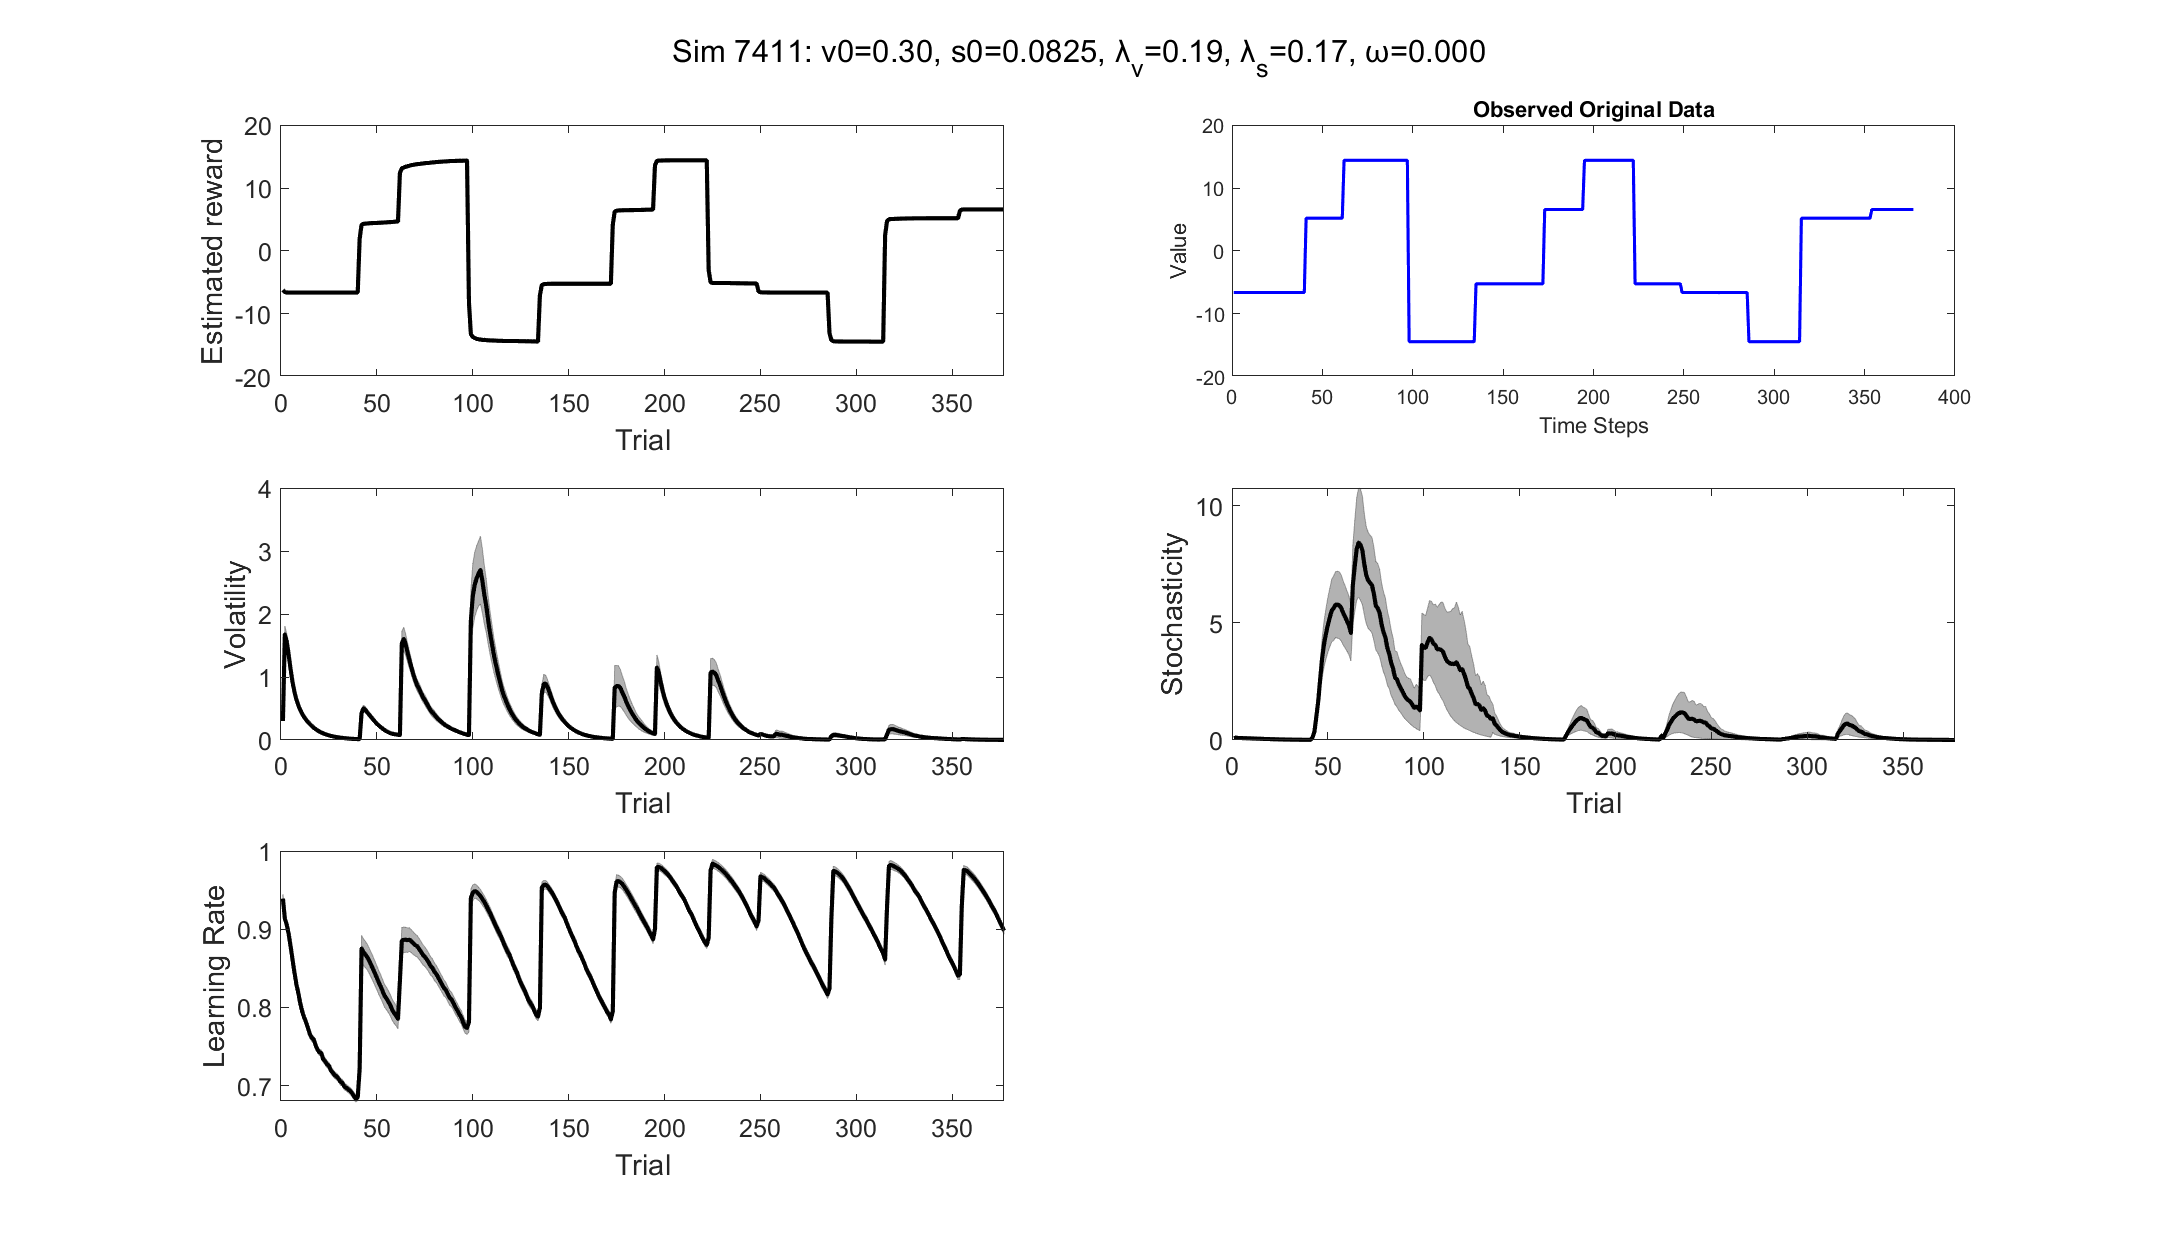 Sim 7411: v0=0.30, s0=0.0825, λ_v=0.19, λ_s=0.17, ω=0.000
20
10
0
-10
-20
Estimated reward
0 50 100 150 200 250 300 350
Trial
Observed Original Data
20
10
0
-10
-20
Value
0 50 100 150 200 250 300 350 400
Time Steps
4
3
2
1
0
Volatility
0 50 100 150 200 250 300 350
Trial
10
5
0
Stochasticity
0 50 100 150 200 250 300 350
Trial
1
0.9
0.8
0.7
Learning Rate
0 50 100 150 200 250 300 350
Trial